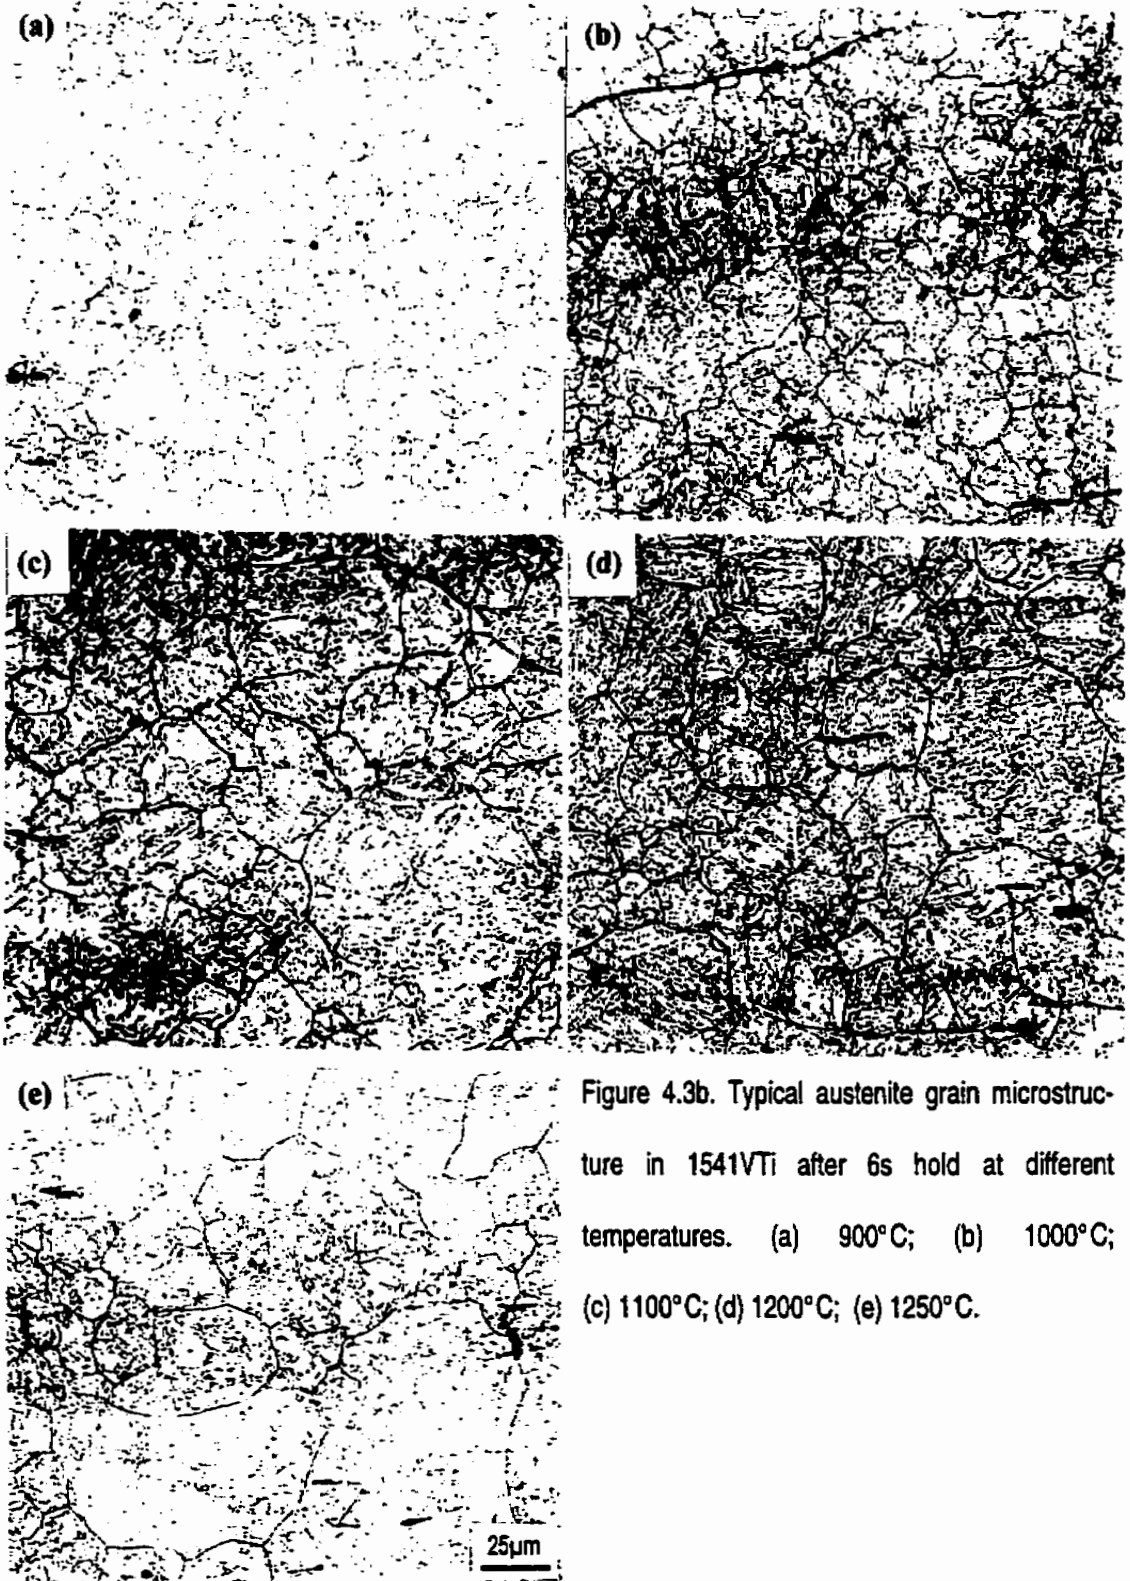 (a)
(b)
(c)
(d)
(e)
Figure 4.3b. Typical austenite grain microstruc-
ture in 1541VTi after 6s hold at different
temperatures. (a) 900°C; (b) 1000°C;
(c) 1100°C; (d) 1200°C; (e) 1250°C.
25µm